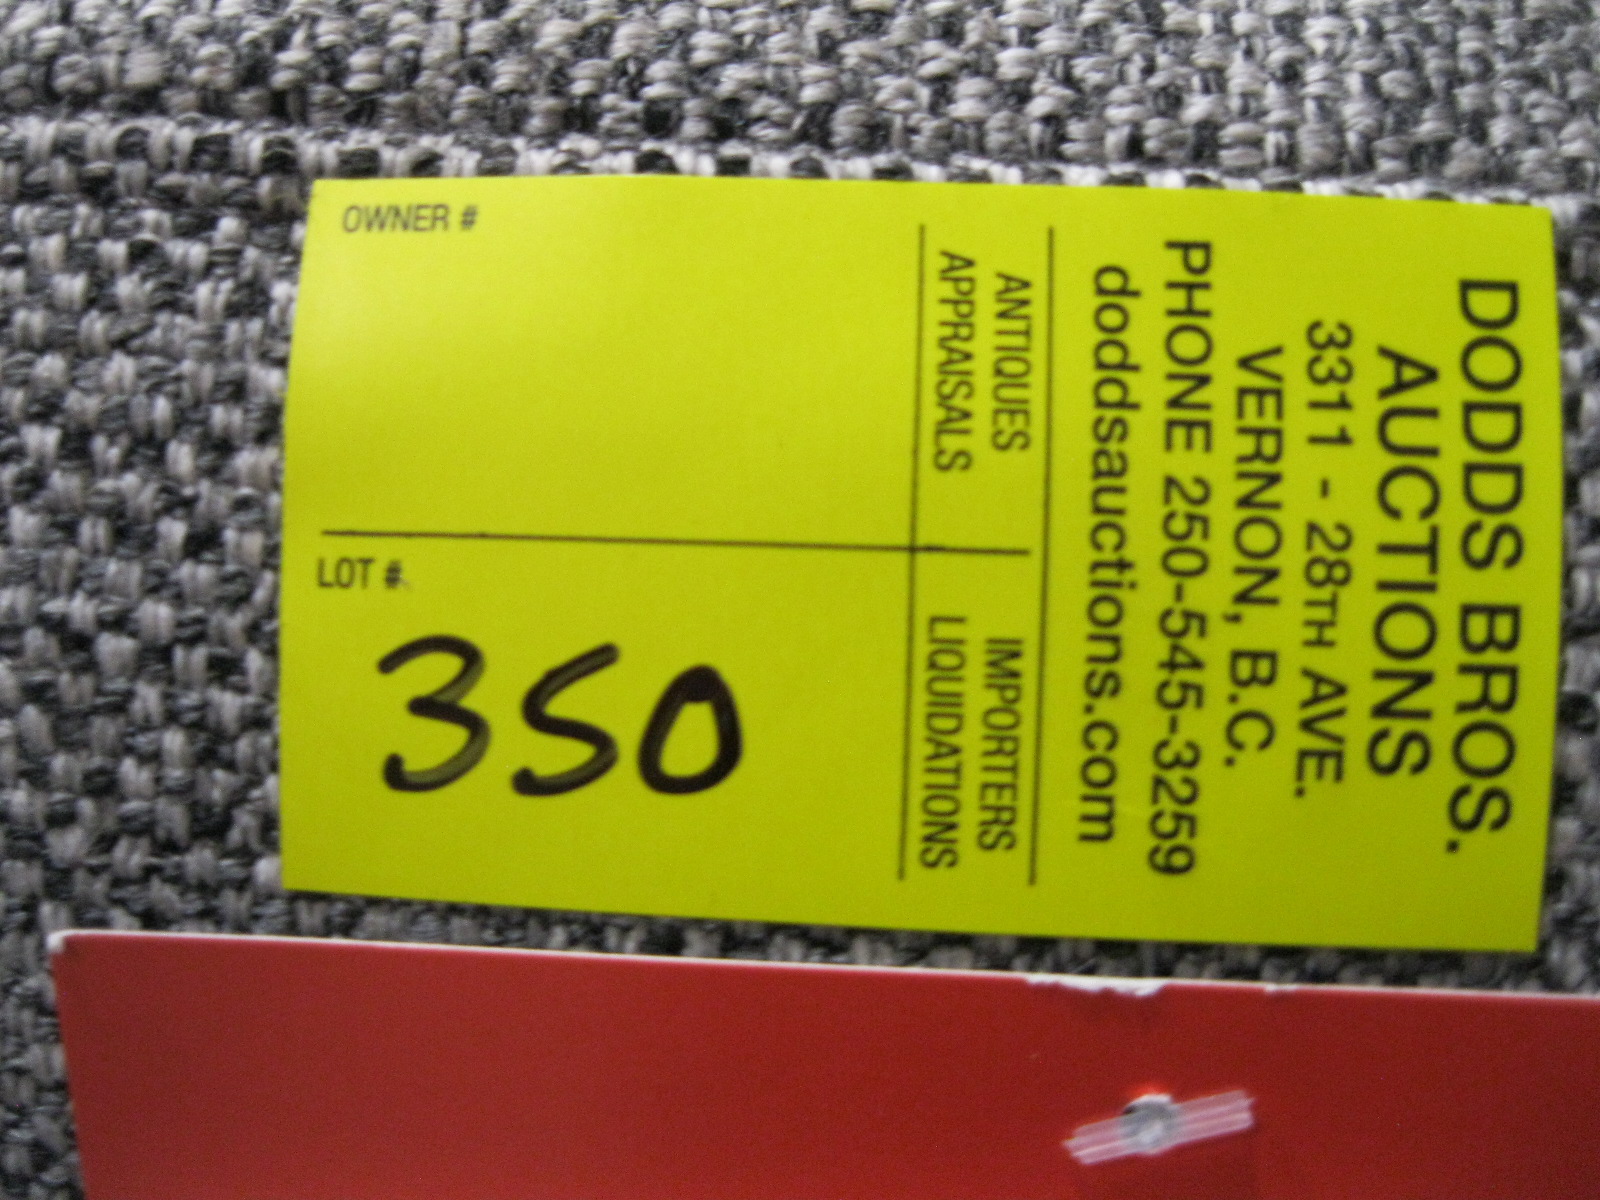 DODDS BROS.
AUCTIONS
3311 - 28TH AVE.
VERNON, B.C.
PHONE 250-545-3259
doddsauctions.com
ANTIQUES
APPRAISALS
IMPORTERS
LIQUIDATIONS
OWNER #
LOT #
350